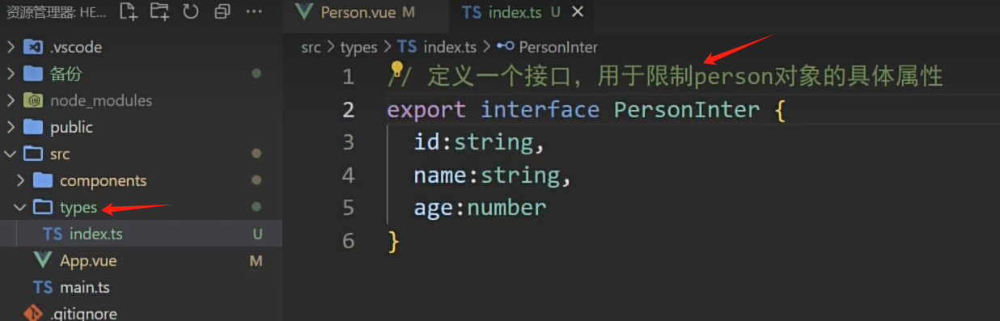 资源管理器: HE...
.vscode
备份
node_modules
public
src
components
types
TS index.ts U
App.vue M
TS main.ts
.gitignore
Person.vue M
TS index.ts U
src > types > TS index.ts > PersonInter
1 // 定义一个接口，用于限制person对象的具体属性
2 export interface PersonInter {
3 id:string,
4 name:string,
5 age:number
6 }